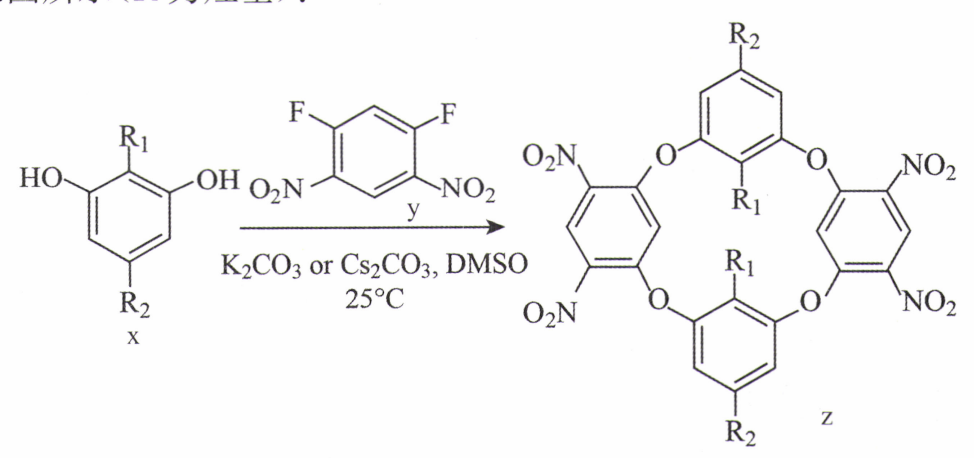 R₂
F F
R₁
HO OH O₂N NO₂
y
K₂CO₃ or Cs₂CO₃, DMSO
25°C
R₂
x
O₂N O O NO₂
R₁
R₁
O₂N O O NO₂
R₂
z